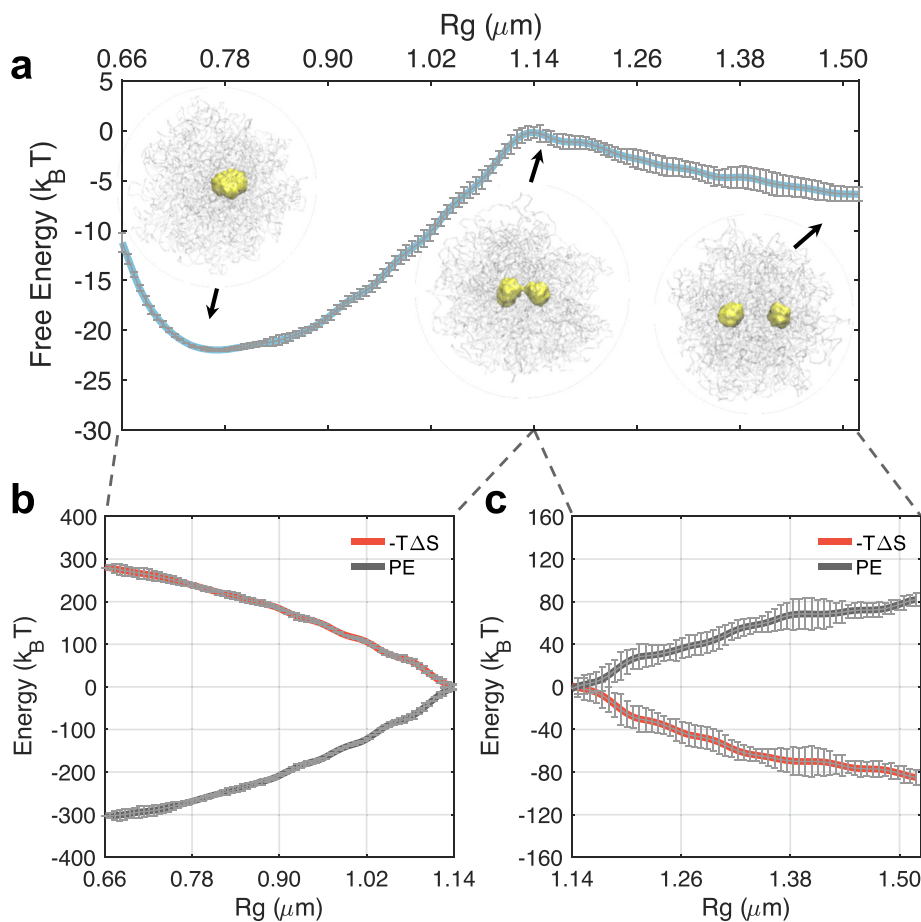 Rg (μm)
0.66 0.78 0.90 1.02 1.14 1.26 1.38 1.50
a
Free Energy (k_BT)
5
0
-5
-10
-15
-20
-25
-30
b
Energy (k_BT)
400
300
200
100
0
-100
-200
-300
-400
-TΔS
PE
0.66 0.78 0.90 1.02 1.14
Rg (μm)
c
Energy (k_BT)
160
120
80
40
0
-40
-80
-120
-160
-TΔS
PE
1.14 1.26 1.38 1.50
Rg (μm)